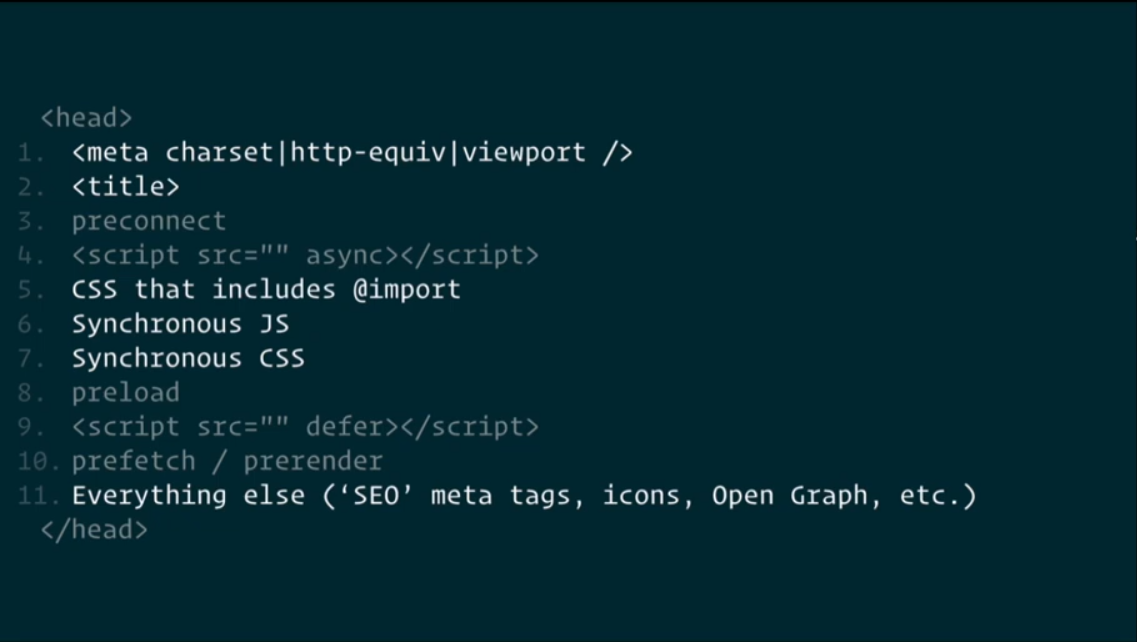 <head>
1. <meta charset|http-equiv|viewport />
2. <title>
3. preconnect
4. <script src="" async></script>
5. CSS that includes @import
6. Synchronous JS
7. Synchronous CSS
8. preload
9. <script src="" defer></script>
10. prefetch / prerender
11. Everything else (‘SEO’ meta tags, icons, Open Graph, etc.)
</head>